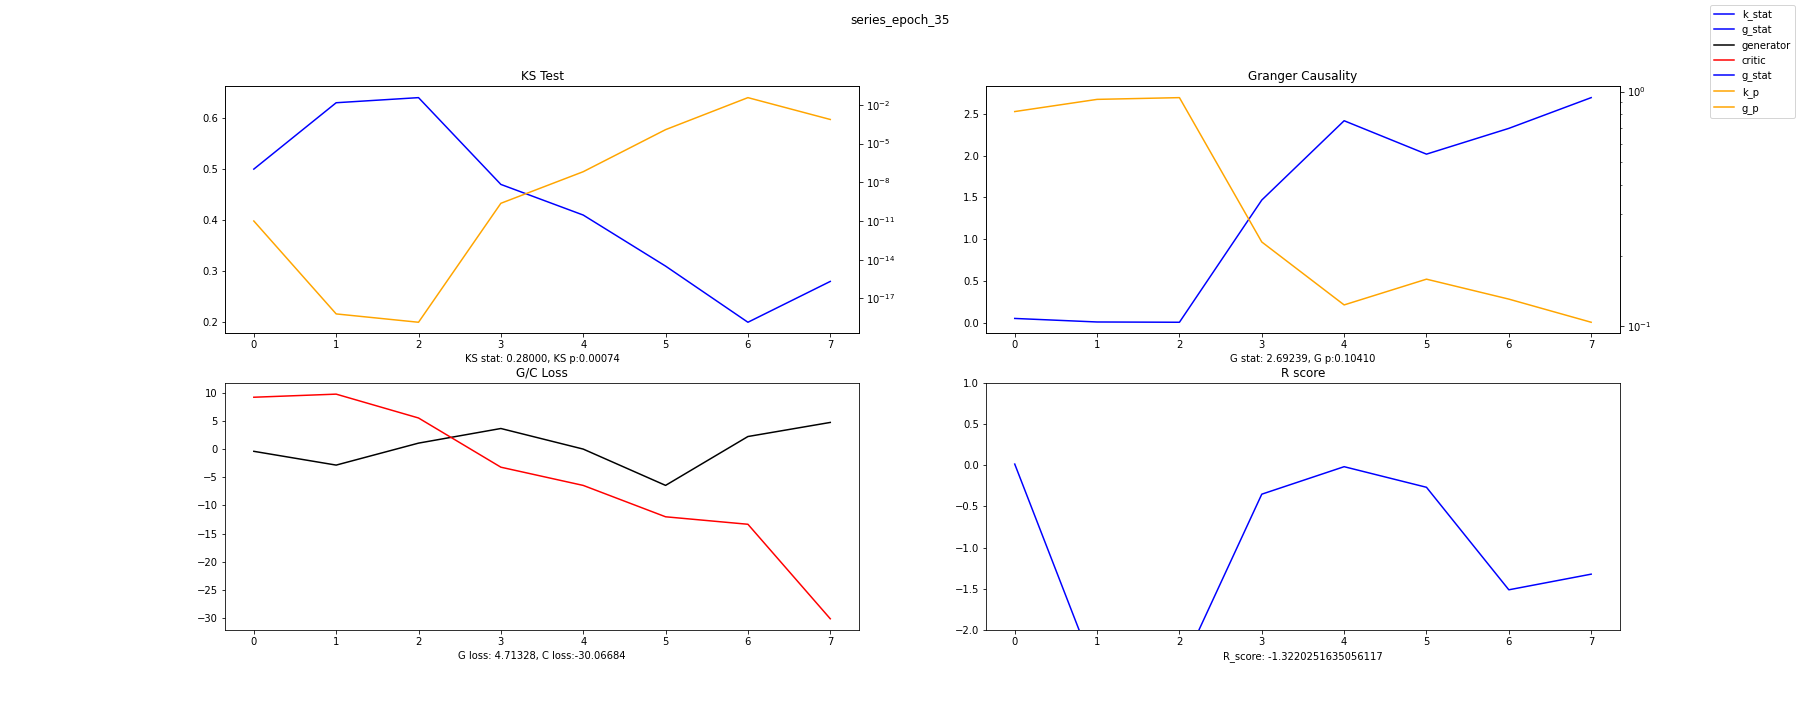 series_epoch_35
k_stat
g_stat
generator
critic
g_stat
k_p
g_p
KS Test
0.6
0.5
0.4
0.3
0.2
10⁻²
10⁻⁵
10⁻⁸
10⁻¹¹
10⁻¹⁴
10⁻¹⁷
0 1 2 3 4 5 6 7
KS stat: 0.28000, KS p:0.00074
Granger Causality
2.5
2.0
1.5
1.0
0.5
0.0
10⁰
10⁻¹
0 1 2 3 4 5 6 7
G stat: 2.69239, G p:0.10410
G/C Loss
10
5
0
−5
−10
−15
−20
−25
−30
0 1 2 3 4 5 6 7
G loss: 4.71328, C loss:-30.06684
R score
1.0
0.5
0.0
−0.5
−1.0
−1.5
−2.0
0 1 2 3 4 5 6 7
R_score: -1.3220251635056117